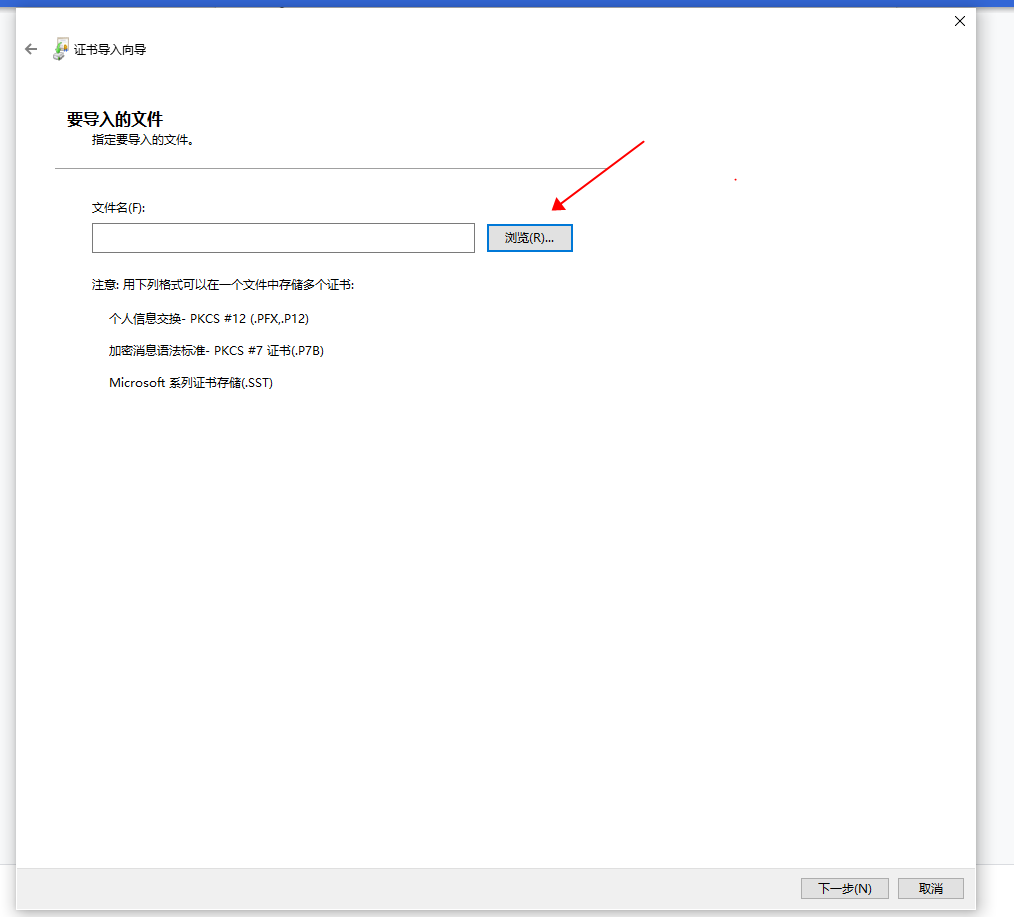 证书导入向导
要导入的文件
指定要导入的文件。
文件名(F):
浏览(R)...
注意: 用下列格式可以在一个文件中存储多个证书:
个人信息交换- PKCS #12 (.PFX,.P12)
加密消息语法标准- PKCS #7 证书(.P7B)
Microsoft 系列证书存储(.SST)
下一步(N)
取消